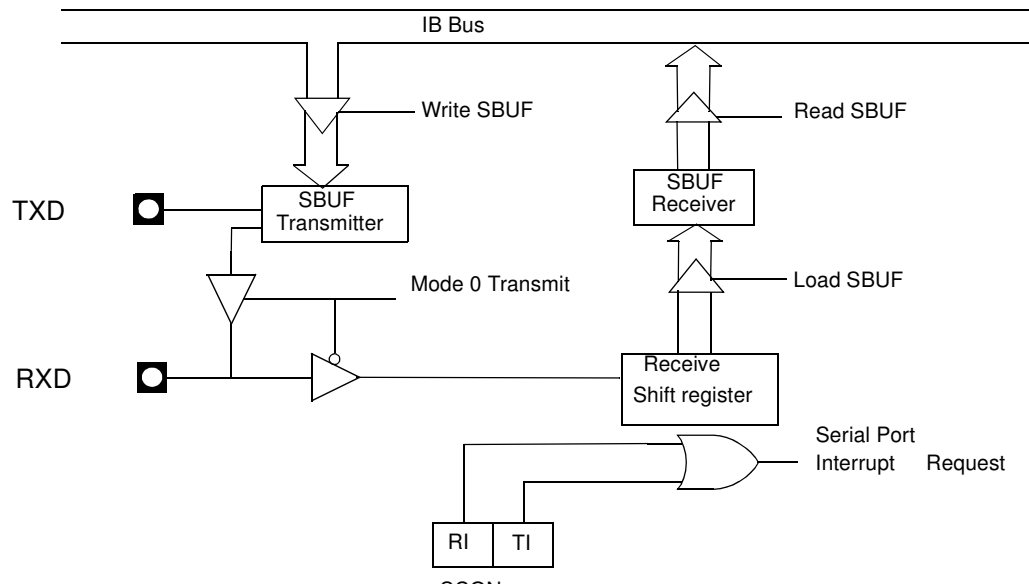 IB Bus
Write SBUF
Read SBUF
SBUF
Transmitter
SBUF
Receiver
TXD
Mode 0 Transmit
Load SBUF
RXD
Receive
Shift register
Serial Port
Interrupt Request
RI
TI